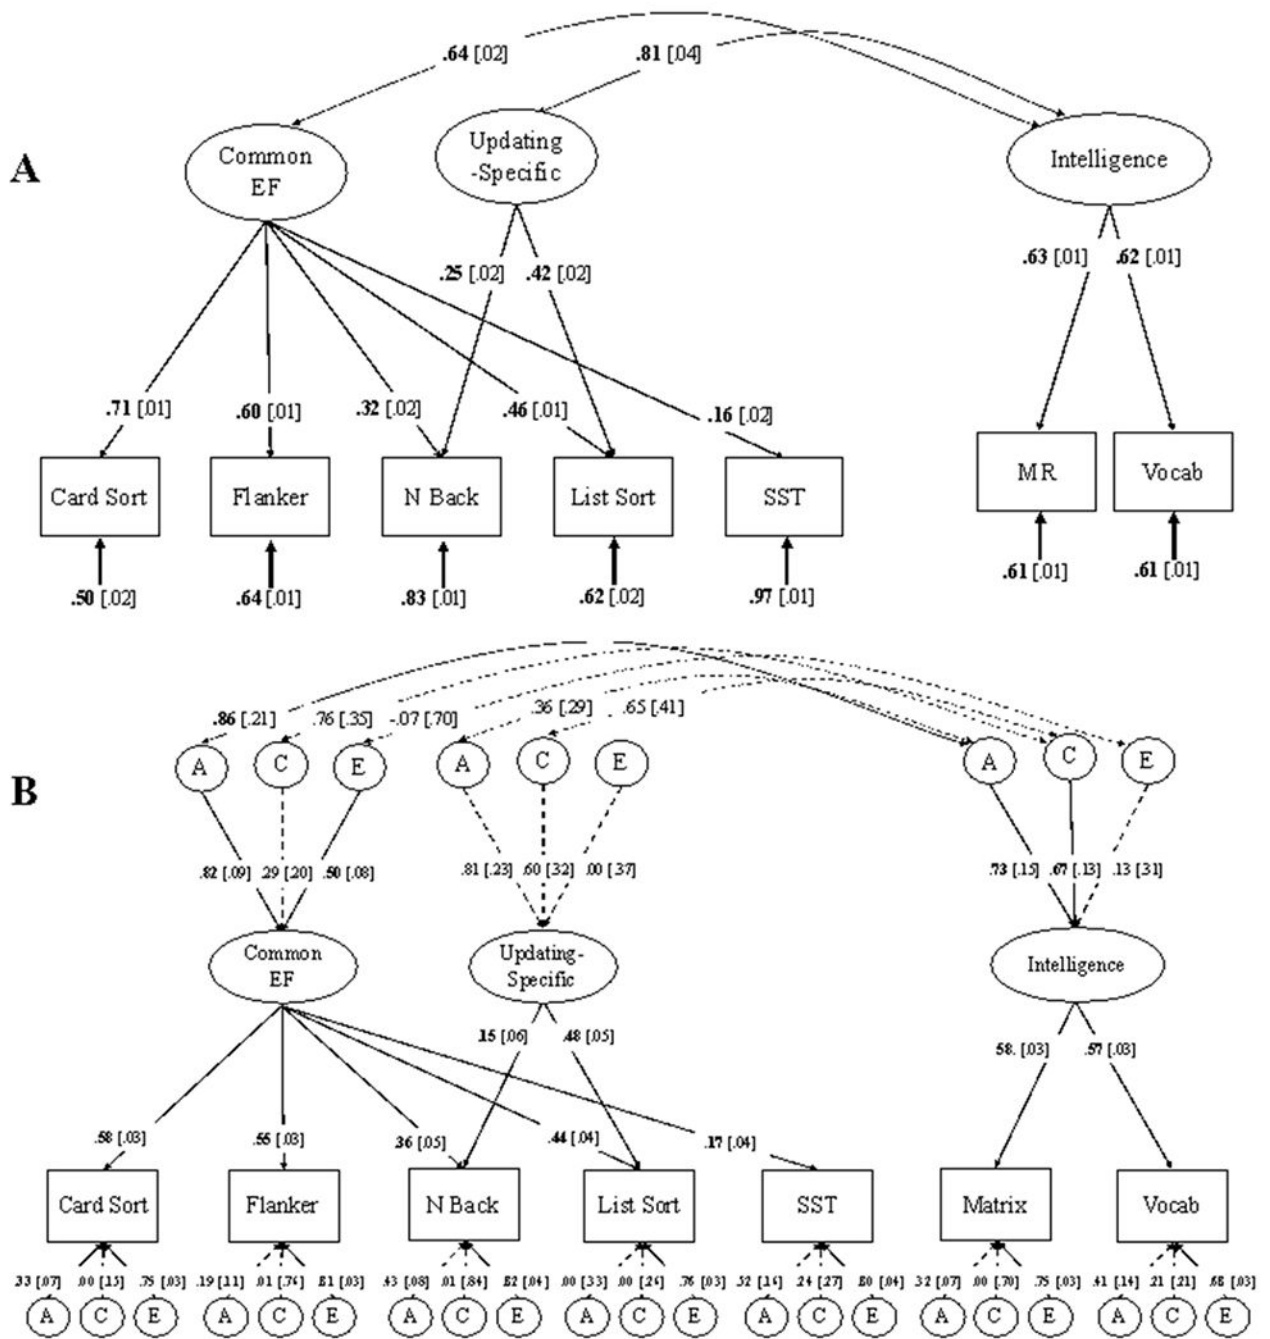 .64 [.02] .81 [.04]
A
Common
EF
Updating
-Specific
Intelligence
.25 [.02] .42 [.02] .63 [.01] .62 [.01]
.71 [.01] .60 [.01] .32 [.02] .46 [.01] .16 [.02]
Card Sort Flanker N Back List Sort SST MR Vocab
.50 [.02] .64 [.01] .83 [.01] .62 [.02] .97 [.01] .61 [.01] .61 [.01]
.86 [.21] .76 [.35] -.07 [.70] .36 [.29] .65 [.41]
A C E A C E A C E
B
.82 [.09] .29 [.20] .50 [.08] .81 [.23] .60 [.32] .00 [.37] .73 [.15] .67 [.13] .13 [.31]
Common
EF
Updating-
Specific
Intelligence
.15 [.06] .48 [.05] 58. [.03] .57 [.03]
.58 [.03] .55 [.03] .36 [.05] .44 [.04] .17 [.04]
Card Sort Flanker N Back List Sort SST Matrix Vocab
.33 [.07] .00 [.15] .75 [.03] .19 [.11] .01 [.74] .81 [.03] .43 [.08] .01 [.84] .82 [.04] .00 [.33] .00 [.24] .76 [.03] .52 [.14] .24 [.27] .80 [.04] .32 [.07] .00 [.70] .75 [.03] .41 [.14] .21 [.21] .68 [.03]
A C E A C E A C E A C E A C E A C E A C E